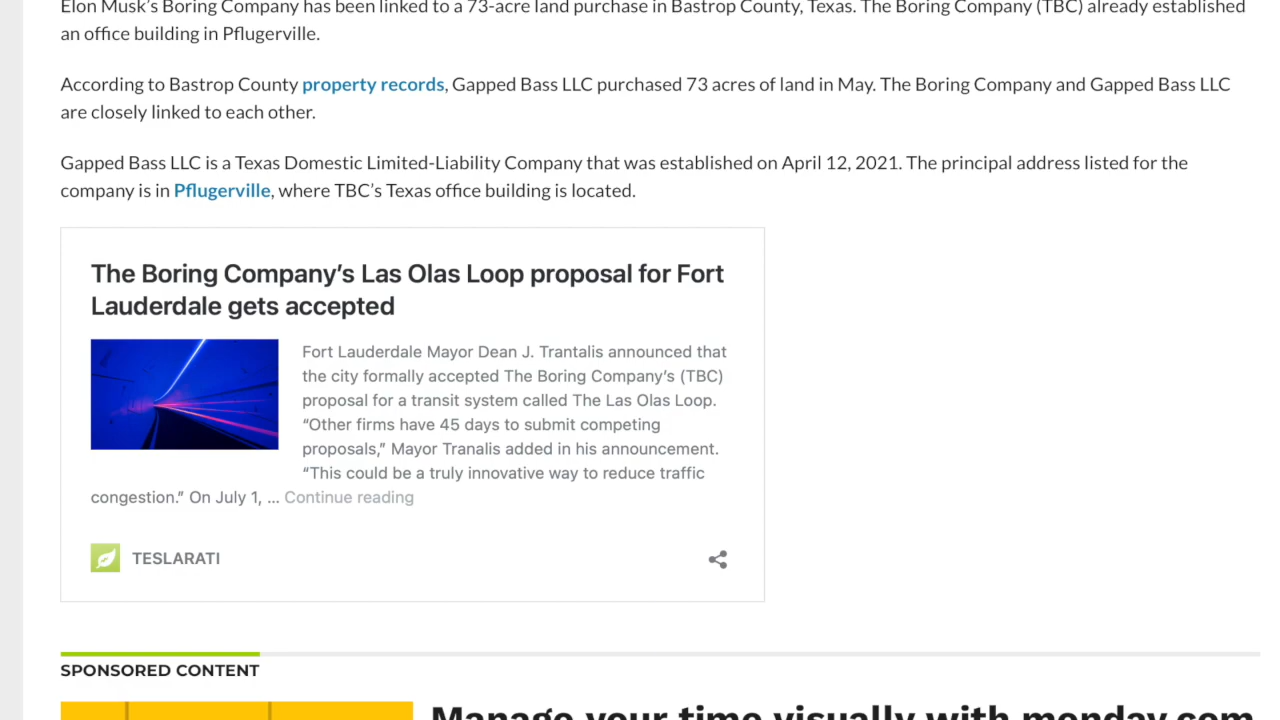 Elon Musk’s Boring Company has been linked to a 73-acre land purchase in Bastrop County, Texas. The Boring Company (TBC) already established
an office building in Pflugerville.
According to Bastrop County property records, Gapped Bass LLC purchased 73 acres of land in May. The Boring Company and Gapped Bass LLC
are closely linked to each other.
Gapped Bass LLC is a Texas Domestic Limited-Liability Company that was established on April 12, 2021. The principal address listed for the
company is in Pflugerville, where TBC’s Texas office building is located.
The Boring Company’s Las Olas Loop proposal for Fort
Lauderdale gets accepted
Fort Lauderdale Mayor Dean J. Trantalis announced that
the city formally accepted The Boring Company’s (TBC)
proposal for a transit system called The Las Olas Loop.
“Other firms have 45 days to submit competing
proposals,” Mayor Tranalis added in his announcement.
“This could be a truly innovative way to reduce traffic
congestion.” On July 1, ... Continue reading
TESLARATI
SPONSORED CONTENT
Manage your time visually with monday.com